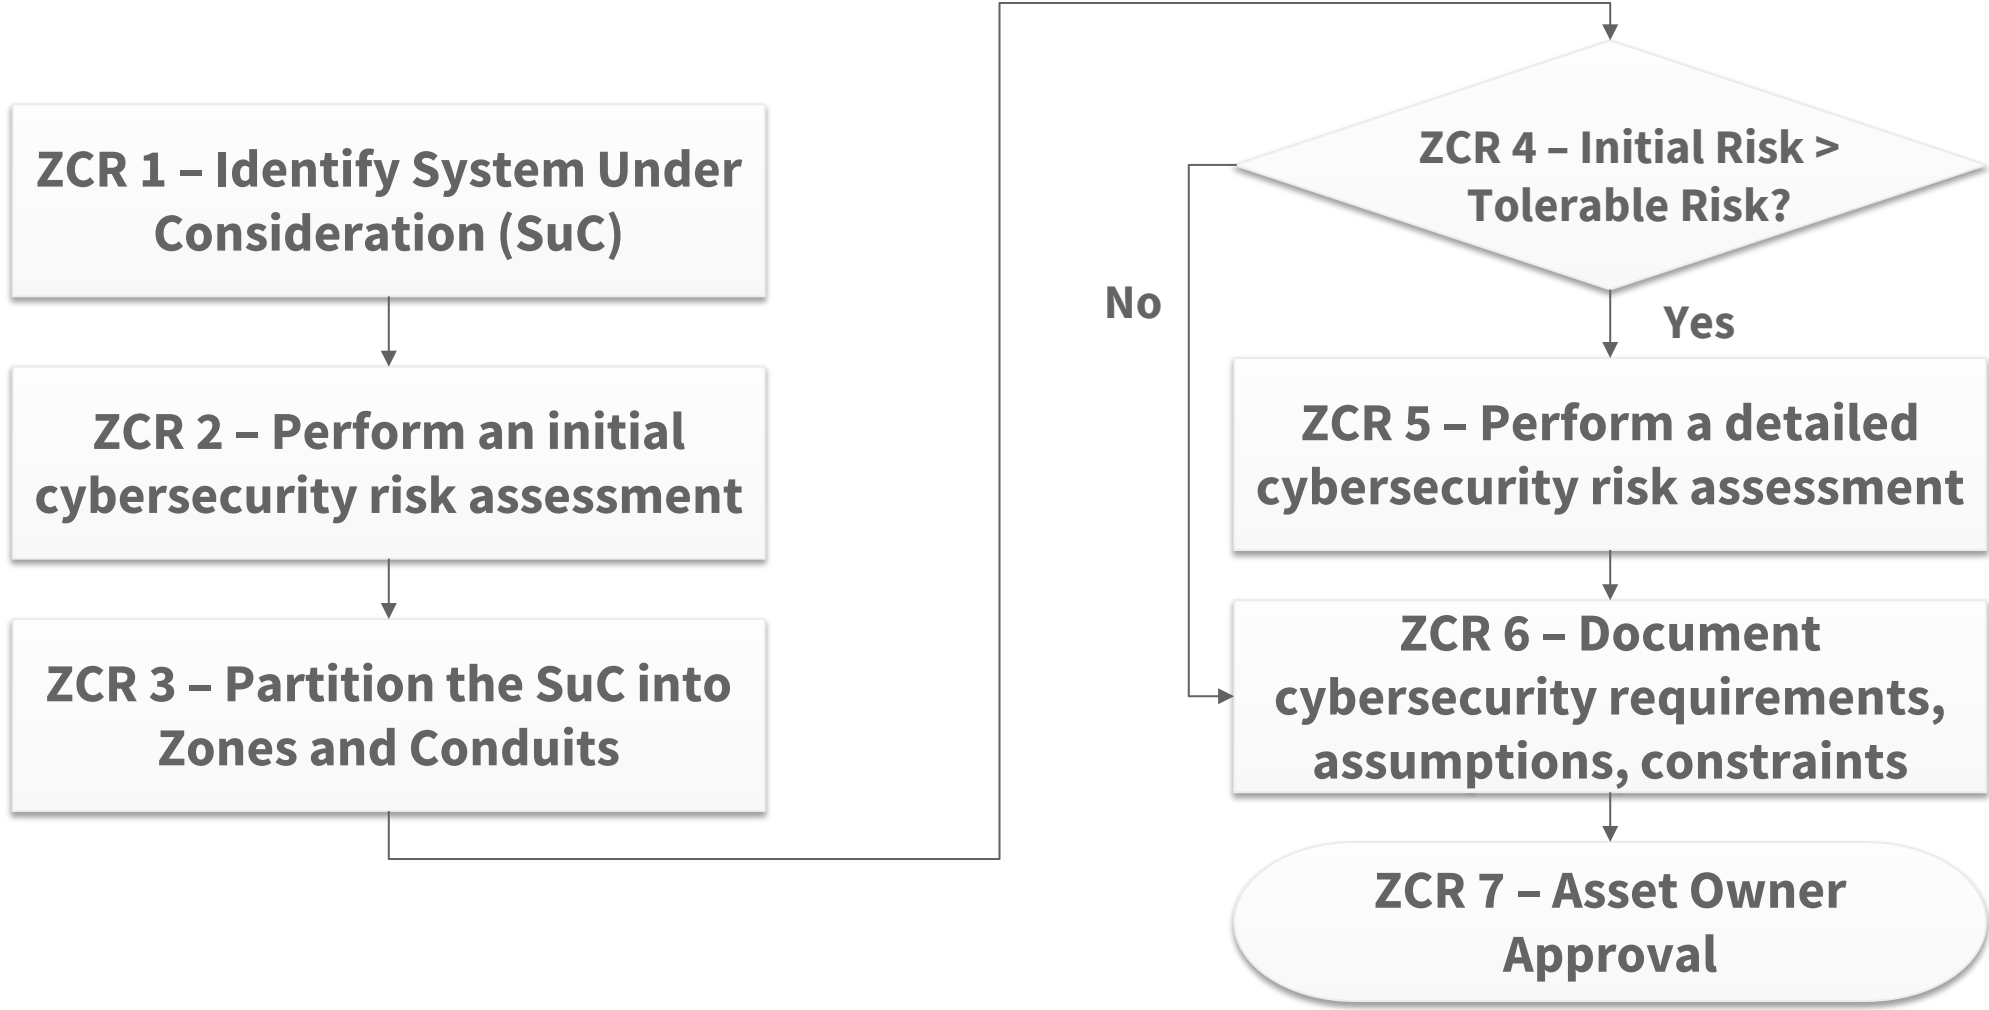 ZCR 1 – Identify System Under
Consideration (SuC)
ZCR 2 – Perform an initial
cybersecurity risk assessment
ZCR 3 – Partition the SuC into
Zones and Conduits
ZCR 4 – Initial Risk >
Tolerable Risk?
No
Yes
ZCR 5 – Perform a detailed
cybersecurity risk assessment
ZCR 6 – Document
cybersecurity requirements,
assumptions, constraints
ZCR 7 – Asset Owner
Approval